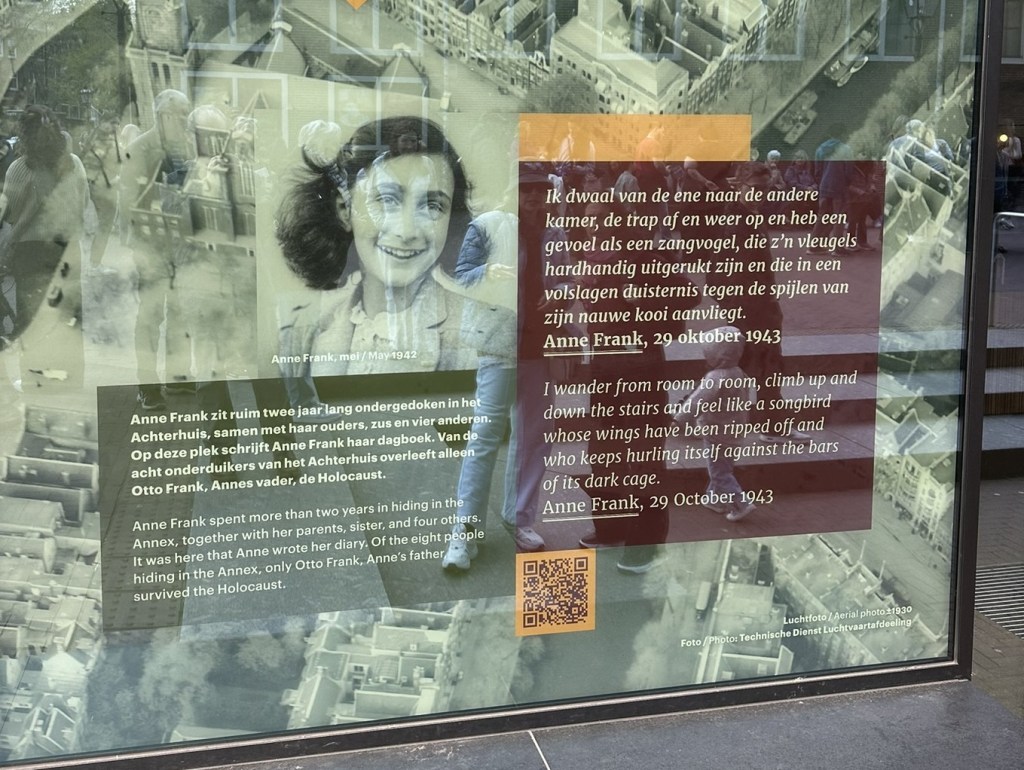 Anne Frank, mei / May 1942
Anne Frank zit ruim twee jaar lang ondergedoken in het
Achterhuis, samen met haar ouders, zus en vier anderen.
Op deze plek schrijft Anne Frank haar dagboek. Van de
acht onderduikers van het Achterhuis overleeft alleen
Otto Frank, Annes vader, de Holocaust.
Anne Frank spent more than two years in hiding in the
Annex, together with her parents, sister, and four others.
It was here that Anne wrote her diary. Of the eight people
hiding in the Annex, only Otto Frank, Anne's father,
survived the Holocaust.
Ik dwaal van de ene naar de andere
kamer, de trap af en weer op en heb een
gevoel als een zangvogel, die z'n vleugels
hardhandig uitgerukt zijn en die in een
volslagen duisternis tegen de spijlen van
zijn nauwe kooi aanvliegt.
Anne Frank, 29 oktober 1943
I wander from room to room, climb up and
down the stairs and feel like a songbird
whose wings have been ripped off and
who keeps hurling itself against the bars
of its dark cage.
Anne Frank, 29 October 1943
Luchtfoto / Aerial photo ±1930
Foto / Photo: Technische Dienst Luchtvaartafdeeling